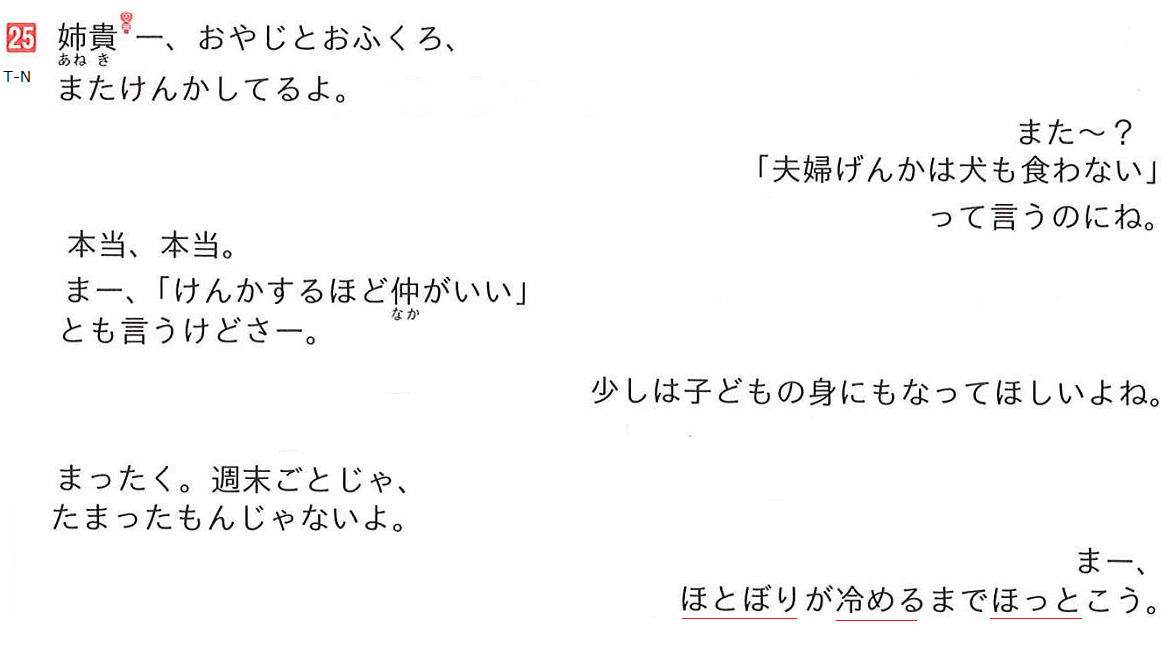 25 姉貴ー、おやじとおふくろ、
あねき
T-N
またけんかしてるよ。
また～？
「夫婦げんかは犬も食わない」
って言うのにね。
本当、本当。
まー、「けんかするほど仲がいい」
なか
とも言うけどさー。
少しは子どもの身にもなってほしいよね。
まったく。週末ごとじゃ、
たまったもんじゃないよ。
まー、
ほとぼりが冷めるまでほっとこう。